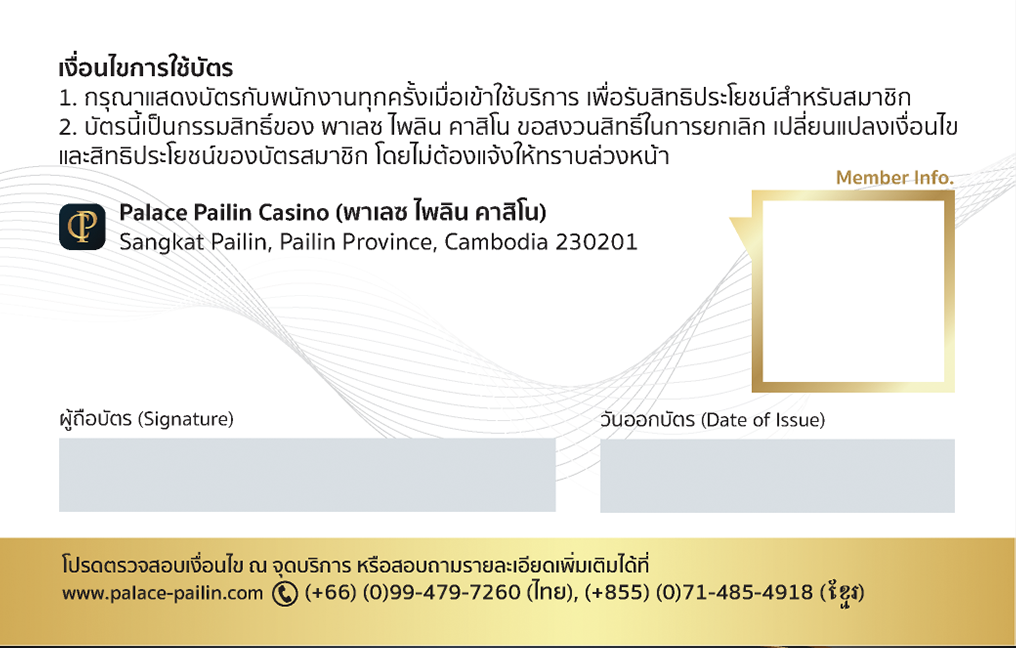 เงื่อนไขการใช้บัตร
1. กรุณาแสดงบัตรกับพนักงานทุกครั้งเมื่อเข้าใช้บริการ เพื่อรับสิทธิประโยชน์สำหรับสมาชิก
2. บัตรนี้เป็นกรรมสิทธิ์ของ พาเลซ ไพลิน คาสิโน ขอสงวนสิทธิ์ในการยกเลิก เปลี่ยนแปลงเงื่อนไข
และสิทธิประโยชน์ของบัตรสมาชิก โดยไม่ต้องแจ้งให้ทราบล่วงหน้า
Member Info.
Palace Pailin Casino (พาเลซ ไพลิน คาสิโน)
Sangkat Pailin, Pailin Province, Cambodia 230201
ผู้ถือบัตร (Signature)
วันออกบัตร (Date of Issue)
โปรดตรวจสอบเงื่อนไข ณ จุดบริการ หรือสอบถามรายละเอียดเพิ่มเติมได้ที่
www.palace-pailin.com (+66) (0)99-479-7260 (ไทย), (+855) (0)71-485-4918 (ខ្មែរ)